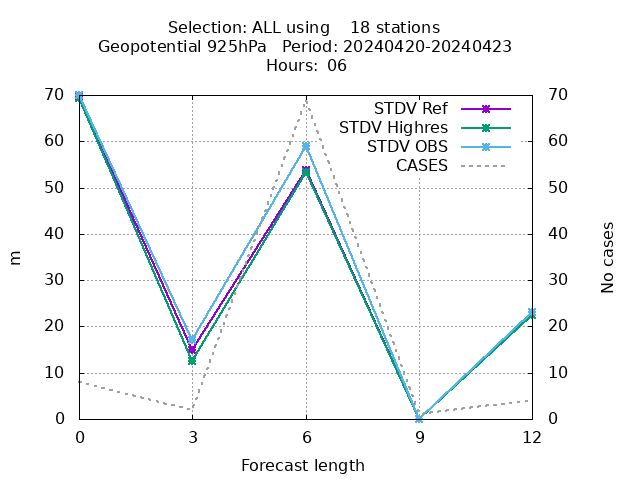 Selection: ALL using    18 stations
Geopotential 925hPa   Period: 20240420-20240423
Hours: 06
STDV Ref
STDV Highres
STDV OBS
CASES
70
60
50
40
30
20
10
0
m
70
60
50
40
30
20
10
0
No cases
0 3 6 9 12
Forecast length